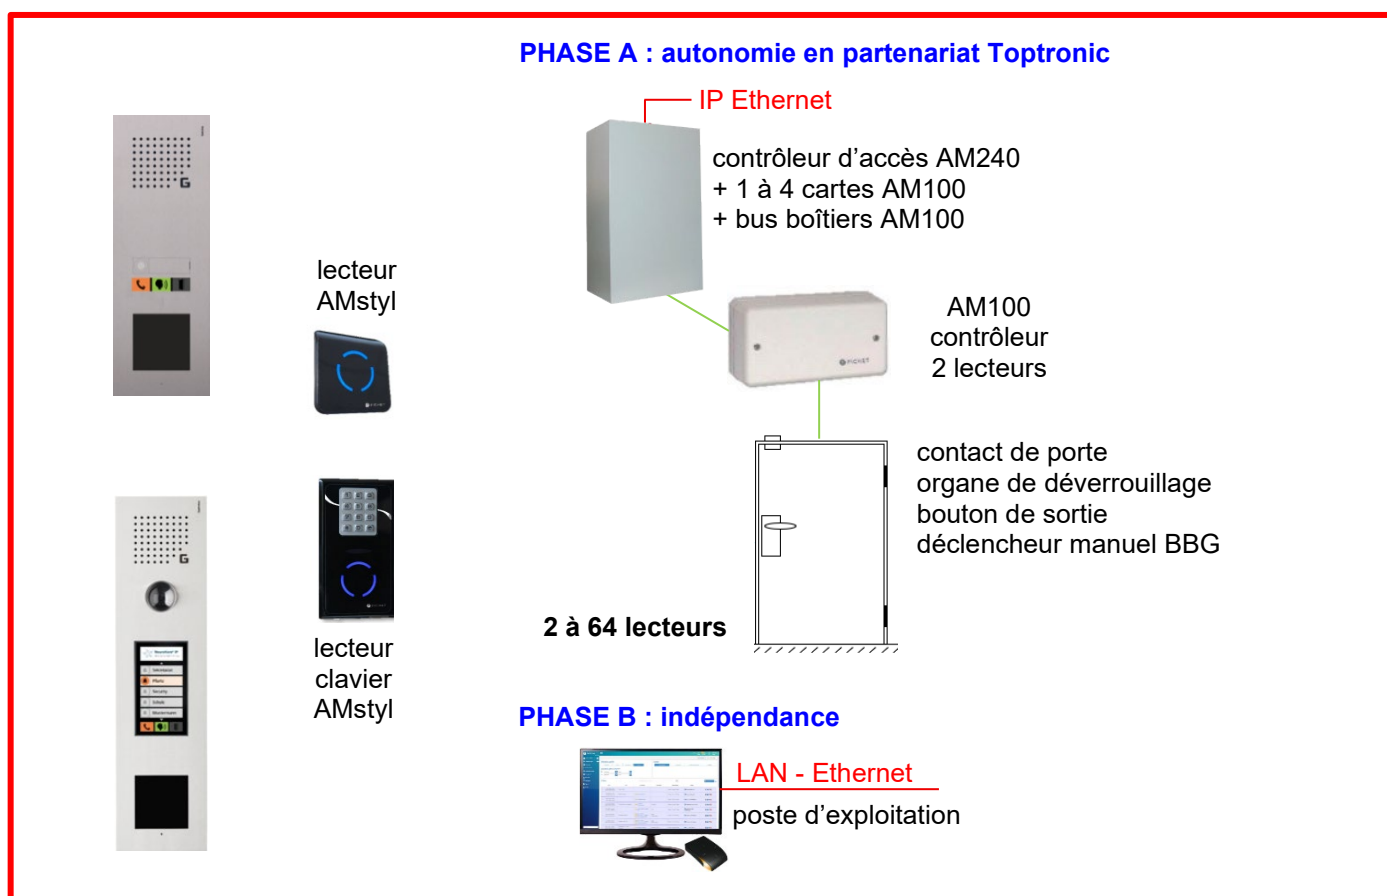 PHASE A : autonomie en partenariat Toptronic
IP Ethernet
contrôleur d'accès AM240
+ 1 à 4 cartes AM100
+ bus boîtiers AM100
G
lecteur
AMstyl
AM100
contrôleur
2 lecteurs
contact de porte
organe de déverrouillage
bouton de sortie
déclencheur manuel BBG
G
2 à 64 lecteurs
lecteur
clavier
AMstyl
PHASE B : indépendance
LAN - Ethernet
poste d'exploitation